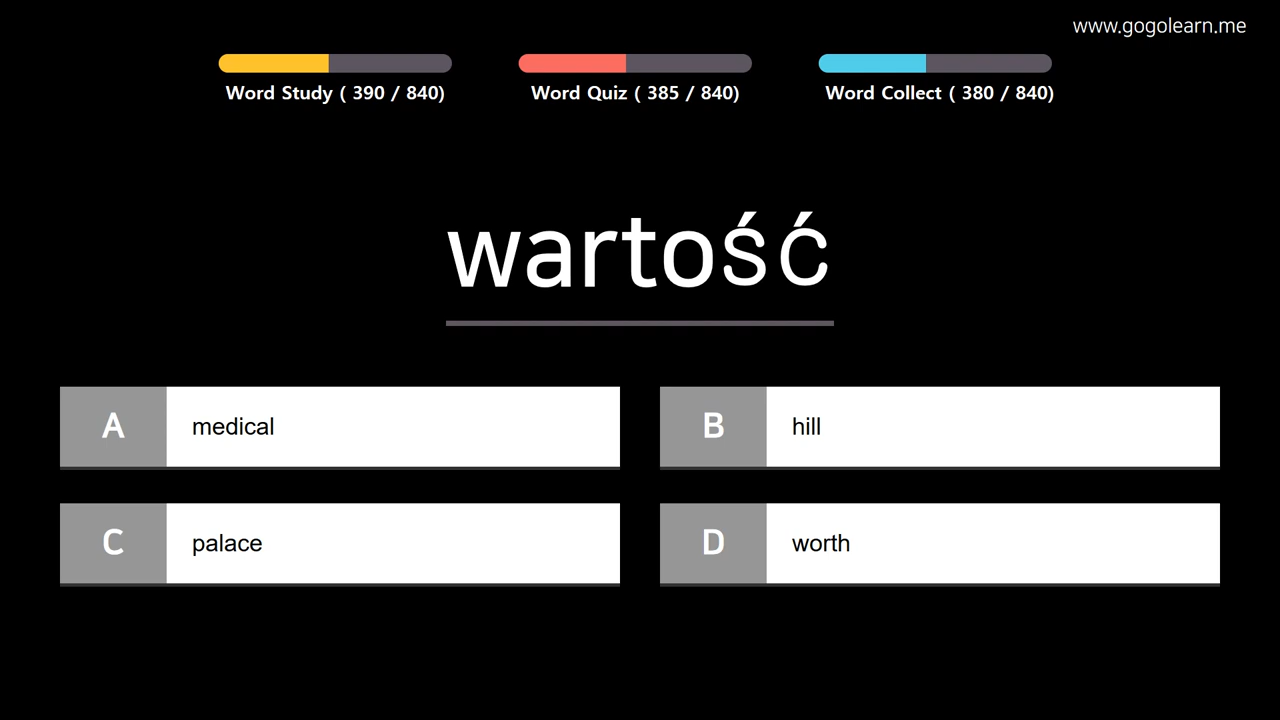 www.gogolearn.me
Word Study ( 390 / 840)
Word Quiz ( 385 / 840)
Word Collect ( 380 / 840)
wartość
A medical
B hill
C palace
D worth